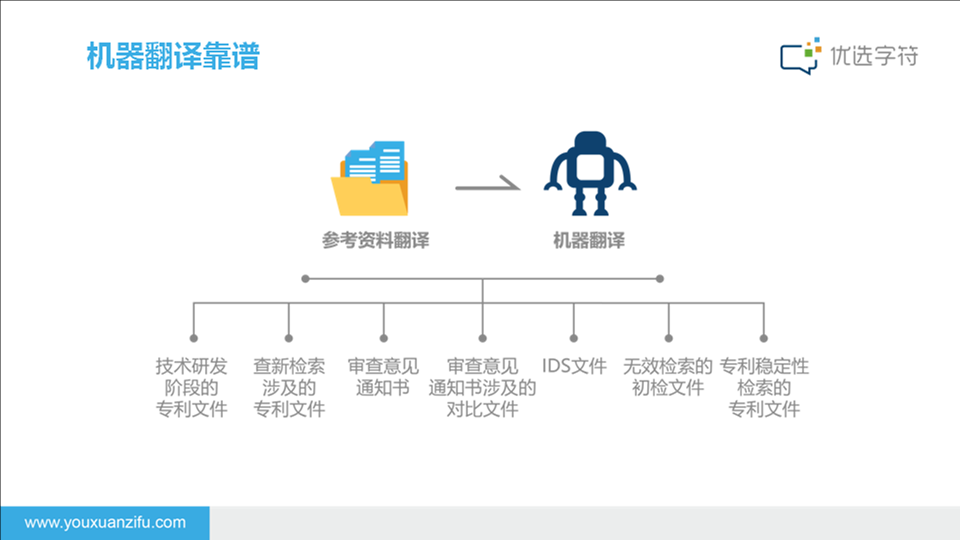 机器翻译靠谱
优选字符
参考资料翻译
机器翻译
技术研发
阶段的
专利文件
查新检索
涉及的
专利文件
审查意见
通知书
审查意见
通知书涉及的
对比文件
IDS文件
无效检索的
初检文件
专利稳定性
检索的
专利文件
www.youxuanzifu.com